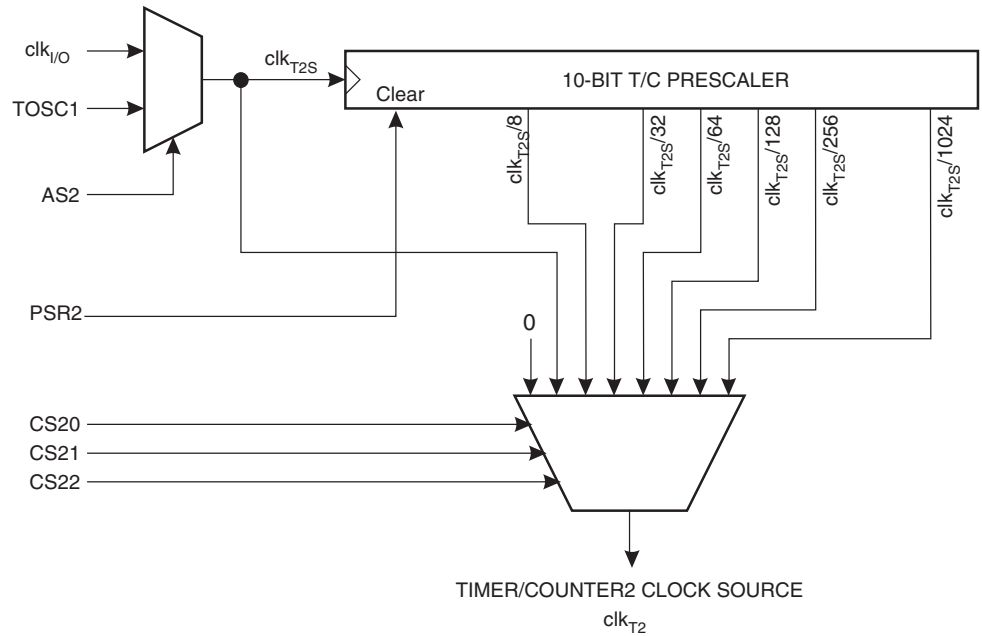 clkI/O
clkT2S
10-BIT T/C PRESCALER
TOSC1
Clear
clkT2S/8
clkT2S/32
clkT2S/64
clkT2S/128
clkT2S/256
clkT2S/1024
AS2
PSR2
0
CS20
CS21
CS22
TIMER/COUNTER2 CLOCK SOURCE
clkT2